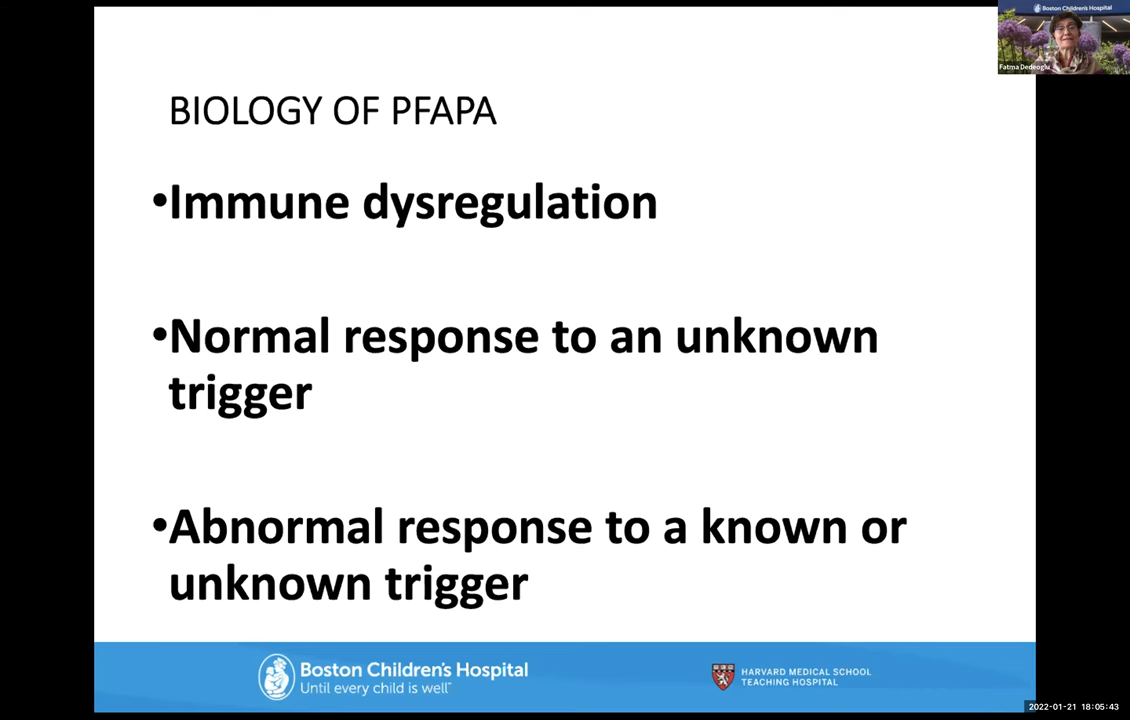 Boston Children's Hospital
Fatma Dedeoglu
BIOLOGY OF PFAPA
•Immune dysregulation
•Normal response to an unknown
trigger
•Abnormal response to a known or
unknown trigger
Boston Children's Hospital
Until every child is well™
HARVARD MEDICAL SCHOOL
TEACHING HOSPITAL
2022-01-21 18:05:43